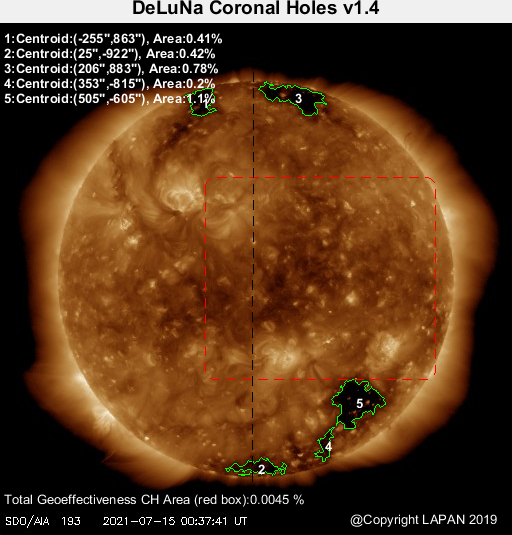 DeLuNa Coronal Holes v1.4
1:Centroid:(-255",863"), Area:0.41%
2:Centroid:(25",-922"), Area:0.42%
3:Centroid:(206",883"), Area:0.78%
4:Centroid:(353",-815"), Area:0.2%
5:Centroid:(505",-605"), Area:1.1%
1
3
5
4
2
Total Geoeffectiveness CH Area (red box):0.0045 %
SDO/AIA 193 2021-07-15 00:37:41 UT
@Copyright LAPAN 2019